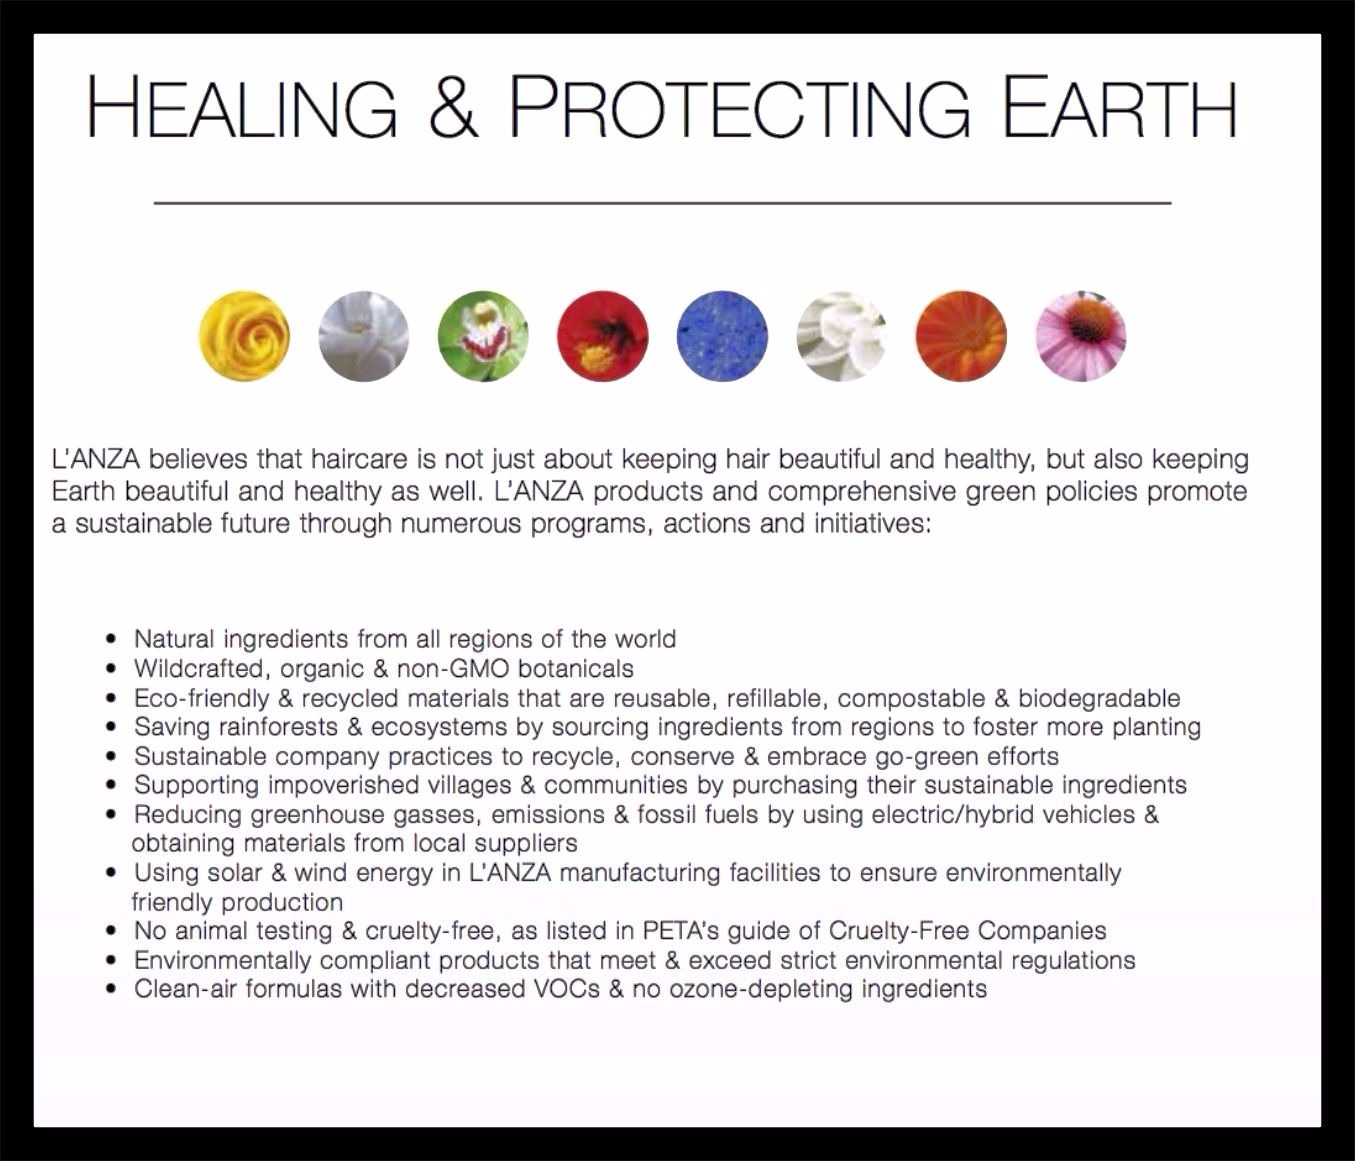 HEALING & PROTECTING EARTH
L'ANZA believes that haircare is not just about keeping hair beautiful and healthy, but also keeping
Earth beautiful and healthy as well. L'ANZA products and comprehensive green policies promote
a sustainable future through numerous programs, actions and initiatives:
• Natural ingredients from all regions of the world
• Wildcrafted, organic & non-GMO botanicals
• Eco-friendly & recycled materials that are reusable, refillable, compostable & biodegradable
• Saving rainforests & ecosystems by sourcing ingredients from regions to foster more planting
• Sustainable company practices to recycle, conserve & embrace go-green efforts
• Supporting impoverished villages & communities by purchasing their sustainable ingredients
• Reducing greenhouse gasses, emissions & fossil fuels by using electric/hybrid vehicles &
obtaining materials from local suppliers
• Using solar & wind energy in L'ANZA manufacturing facilities to ensure environmentally
friendly production
• No animal testing & cruelty-free, as listed in PETA's guide of Cruelty-Free Companies
• Environmentally compliant products that meet & exceed strict environmental regulations
• Clean-air formulas with decreased VOCs & no ozone-depleting ingredients